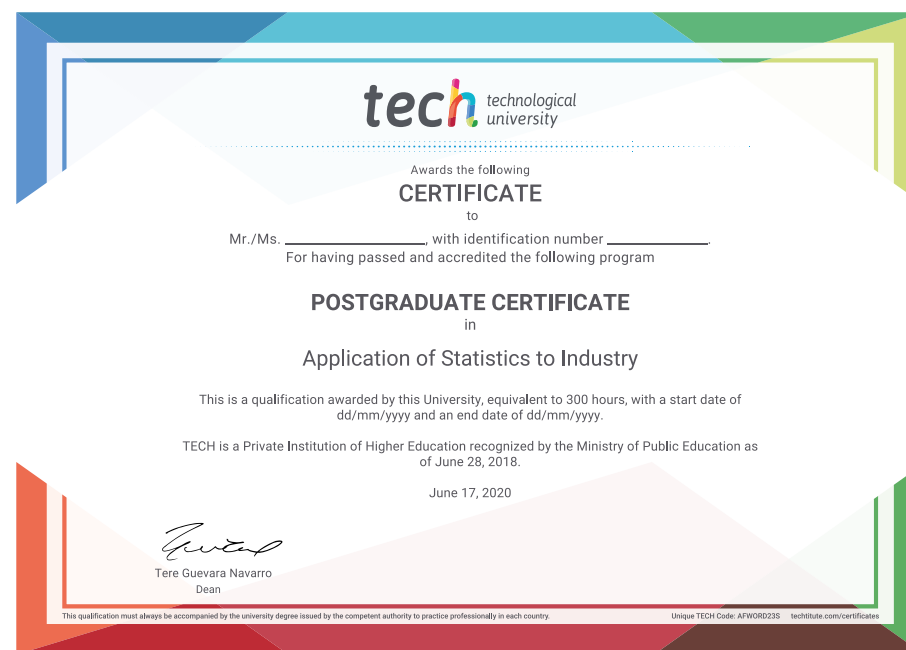 tech technological
university
Awards the following
CERTIFICATE
to
Mr./Ms. ____________________, with identification number ______________.
For having passed and accredited the following program
POSTGRADUATE CERTIFICATE
in
Application of Statistics to Industry
This is a qualification awarded by this University, equivalent to 300 hours, with a start date of
dd/mm/yyyy and an end date of dd/mm/yyyy.
TECH is a Private Institution of Higher Education recognized by the Ministry of Public Education as
of June 28, 2018.
June 17, 2020
Tere Guevara Navarro
Dean
This qualification must always be accompanied by the university degree issued by the competent authority to practice professionally in each country.
Unique TECH Code: AFWORD23S techtitute.com/certificates